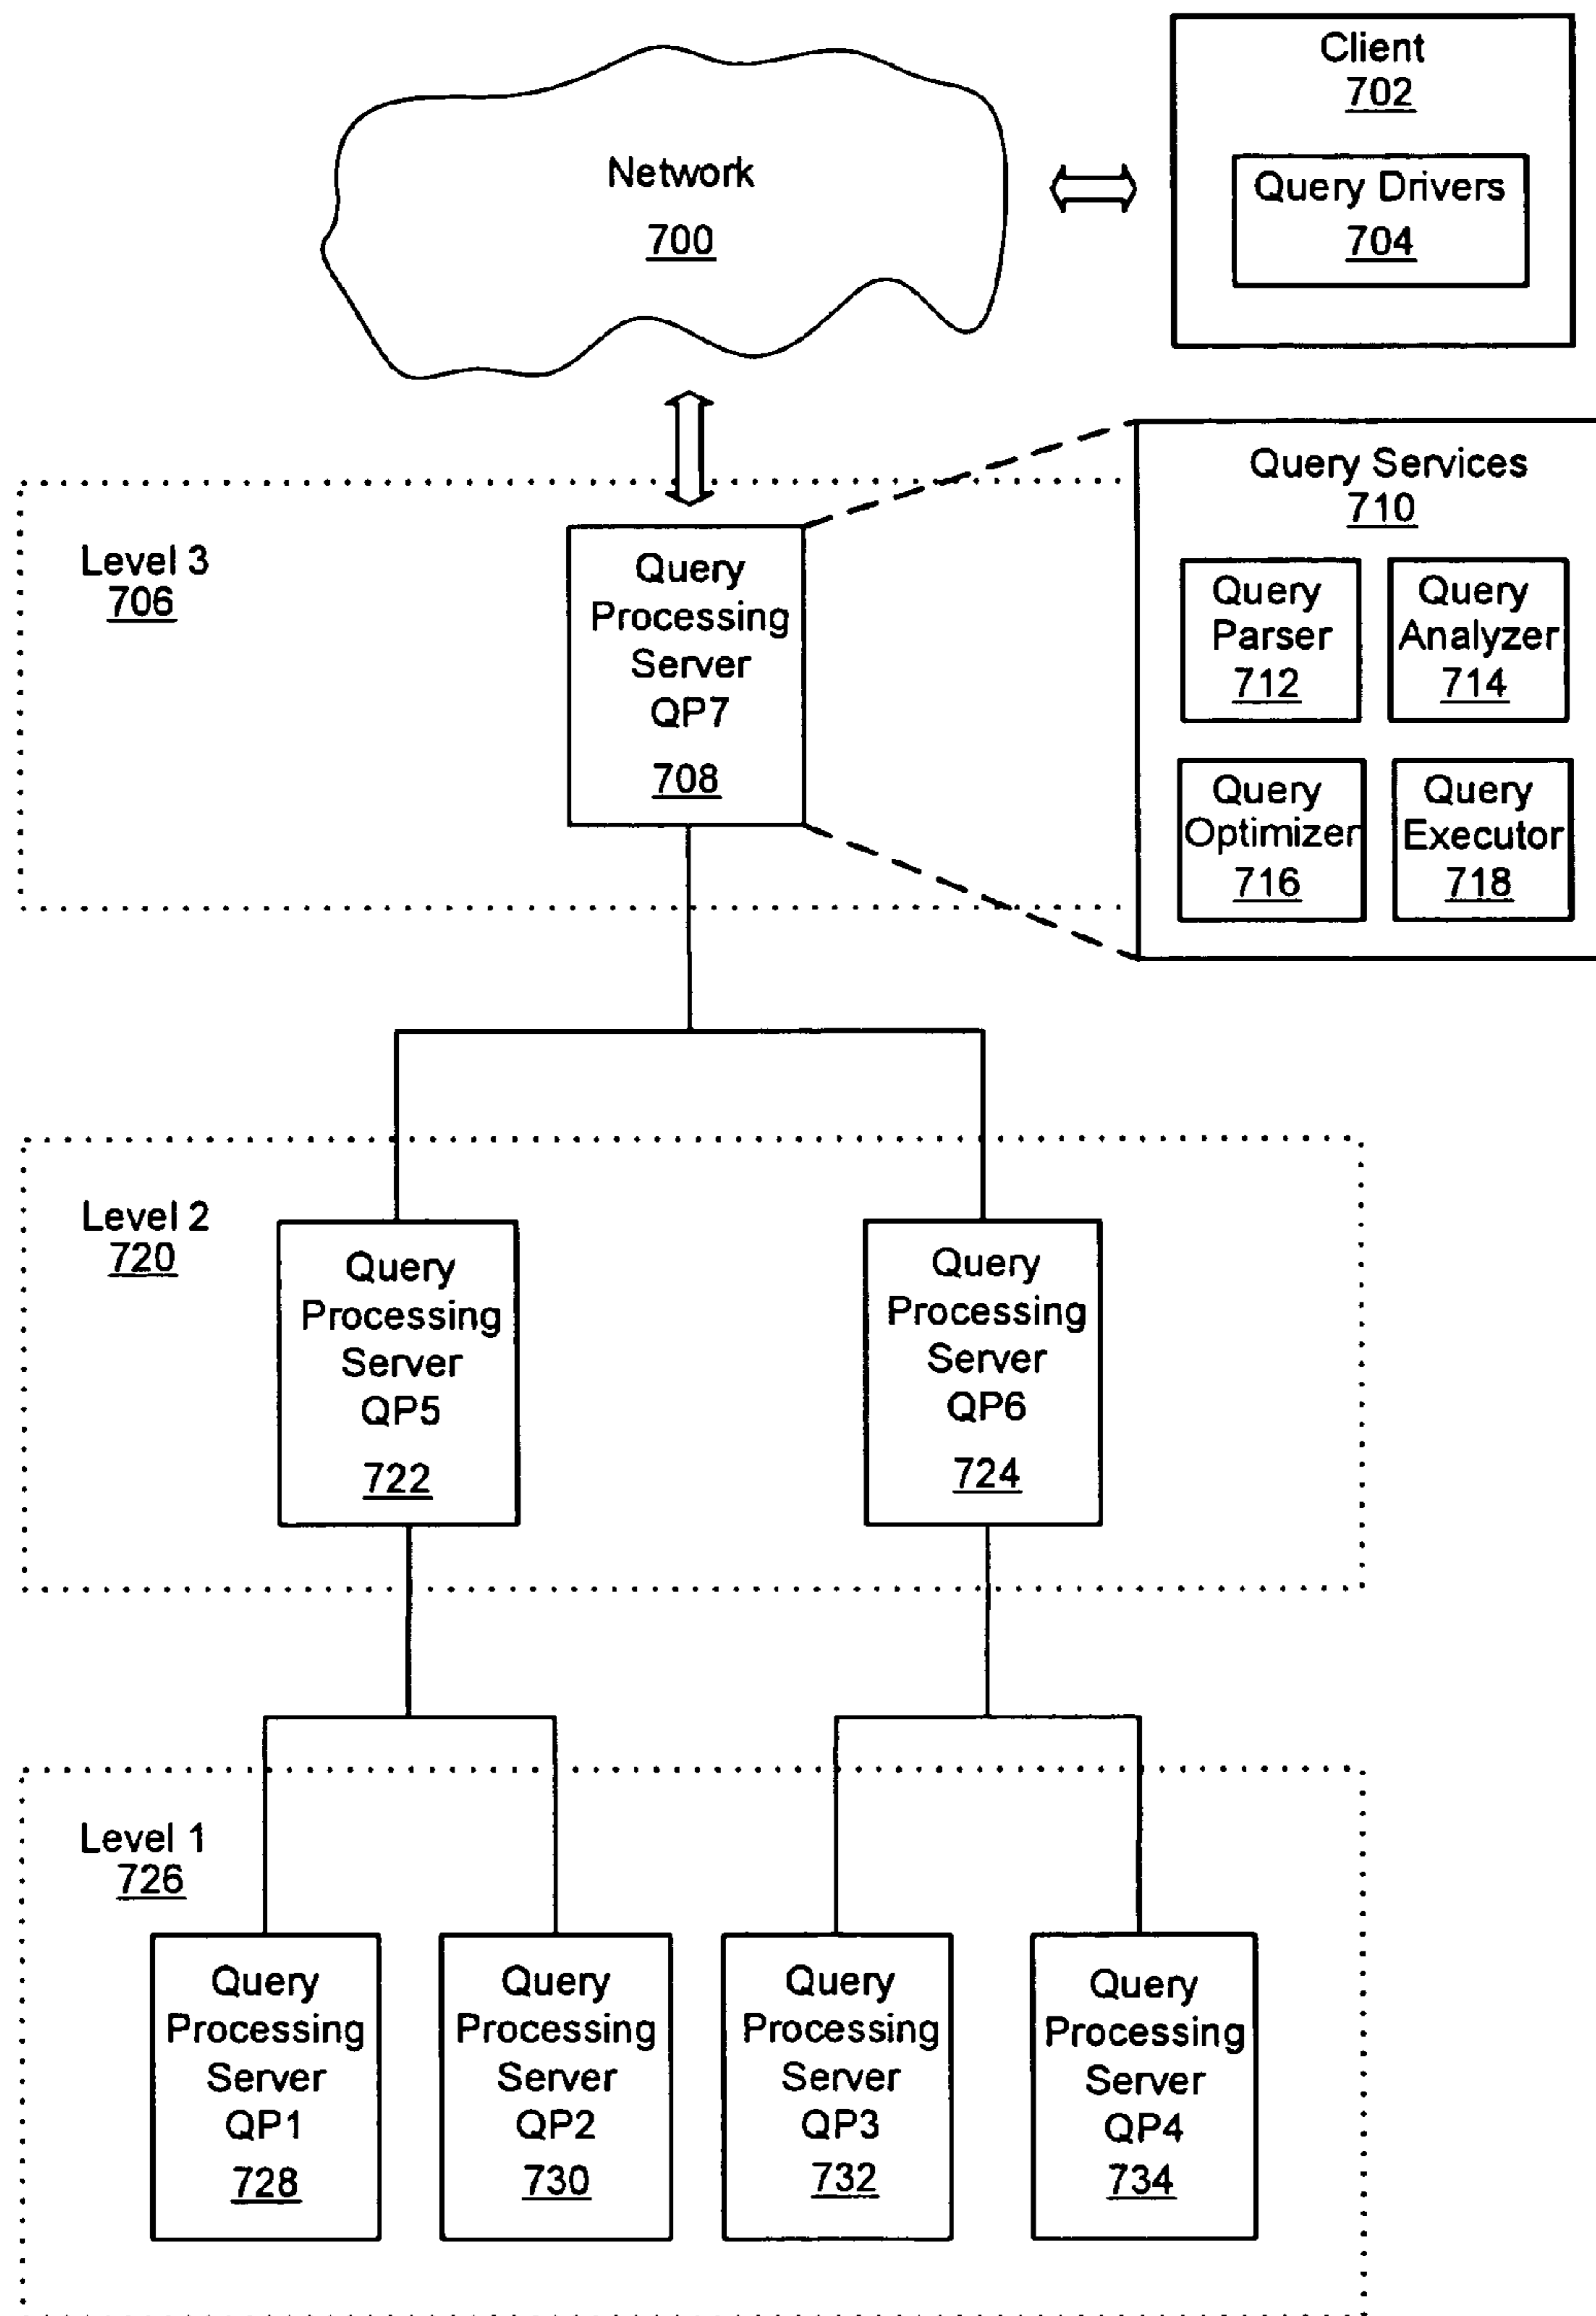 Client
702
Query Drivers
704
Network
700
Query Services
710
Query
Parser
712
Query
Analyzer
714
Query
Optimizer
716
Query
Executor
718
Level 3
706
Query
Processing
Server
QP7
708
Level 2
720
Query
Processing
Server
QP5
722
Query
Processing
Server
QP6
724
Level 1
726
Query
Processing
Server
QP1
728
Query
Processing
Server
QP2
730
Query
Processing
Server
QP3
732
Query
Processing
Server
QP4
734